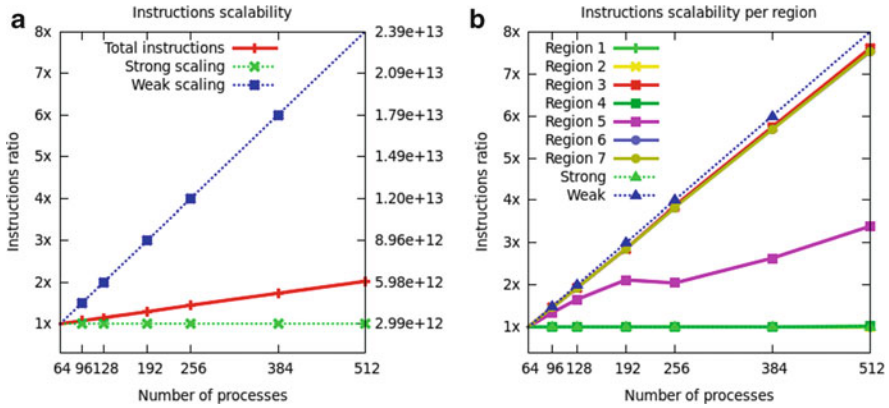 a
Instructions scalability
Instructions ratio
8x
7x
6x
5x
4x
3x
2x
1x
Total instructions
Strong scaling
Weak scaling
2.39e+13
2.09e+13
1.79e+13
1.49e+13
1.20e+13
8.96e+12
5.98e+12
2.99e+12
64 96 128 192 256 384 512
Number of processes
b
Instructions scalability per region
Instructions ratio
8x
7x
6x
5x
4x
3x
2x
1x
Region 1
Region 2
Region 3
Region 4
Region 5
Region 6
Region 7
Strong
Weak
64 96 128 192 256 384 512
Number of processes